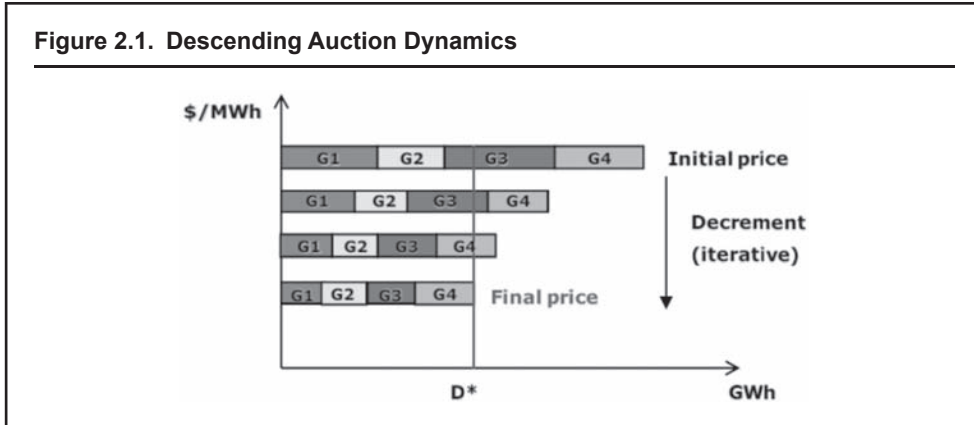 Figure 2.1. Descending Auction Dynamics
$/MWh
G1 G2 G3 G4 Initial price
G1 G2 G3 G4
Decrement
(iterative)
G1 G2 G3 G4
G1 G2 G3 G4 Final price
D* GWh